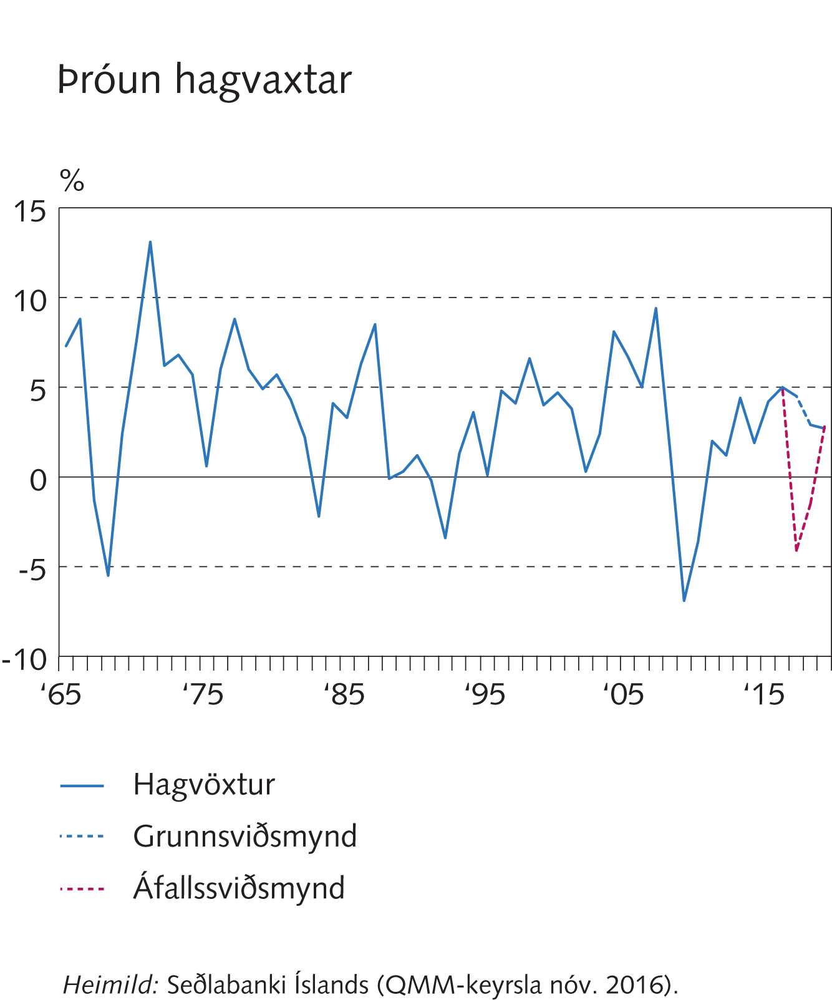 Þróun hagvaxtar
%
15
10
5
0
-5
-10
‘65 ‘75 ‘85 ‘95 ‘05 ‘15
Hagvöxtur
Grunnsviðsmynd
Áfallssviðsmynd
Heimild: Seðlabanki Íslands (QMM-keyrsla nóv. 2016).